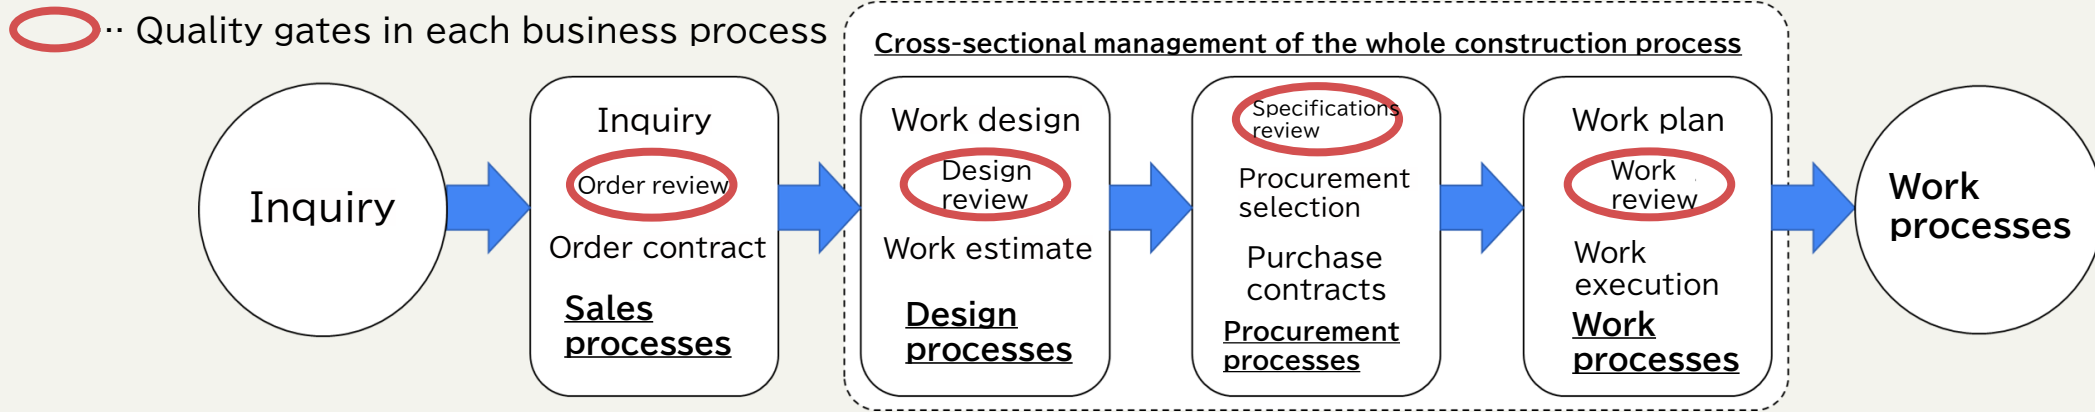 ·· Quality gates in each business process
Cross-sectional management of the whole construction process
Inquiry
Inquiry
Order review
Order contract
Sales
processes
Work design
Design
review
Work estimate
Design
processes
Specifications
review
Procurement
selection
Purchase
contracts
Procurement
processes
Work plan
Work
review
Work
execution
Work
processes
Work
processes